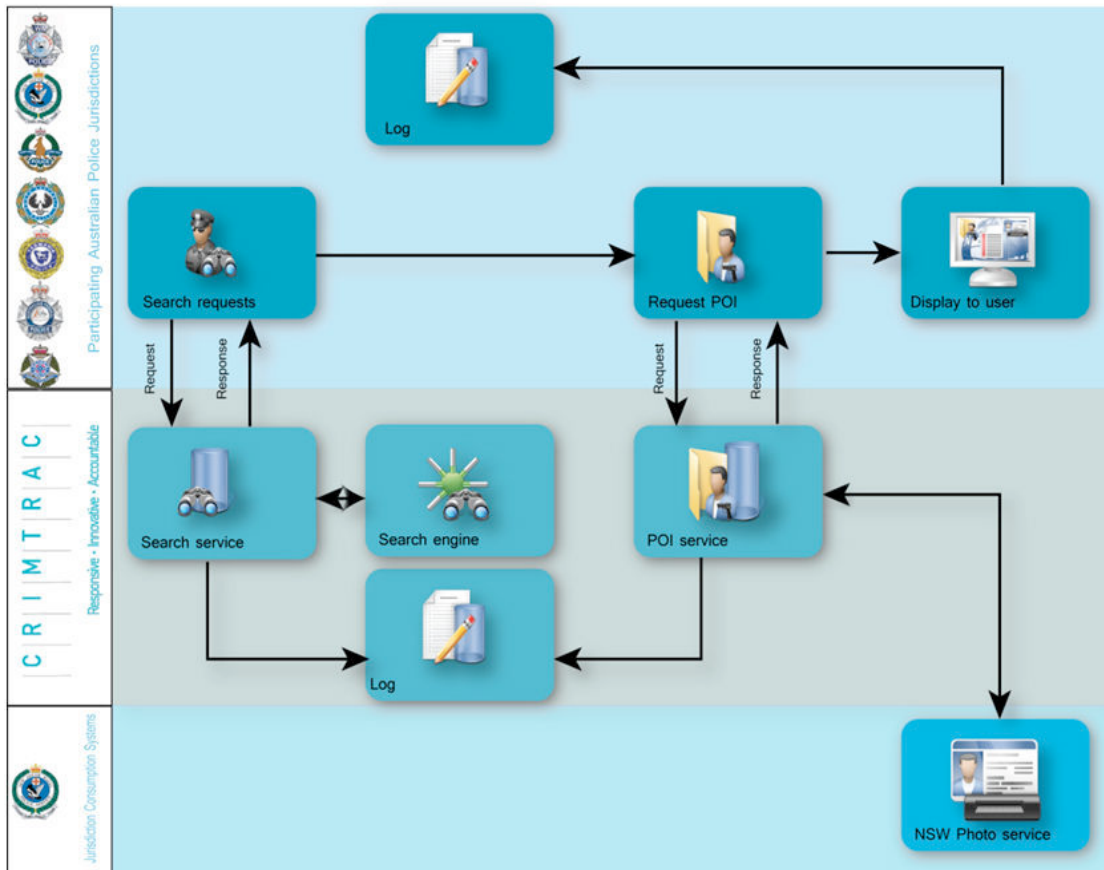 Participating Australian Police Jurisdictions
Log
Search requests
Request POI
Display to user
Request
Response
Request
Response
CRIMTRAC
Responsive • Innovative • Accountable
Search service
Search engine
POI service
Log
Jurisdiction Consumption Systems
NSW Photo service